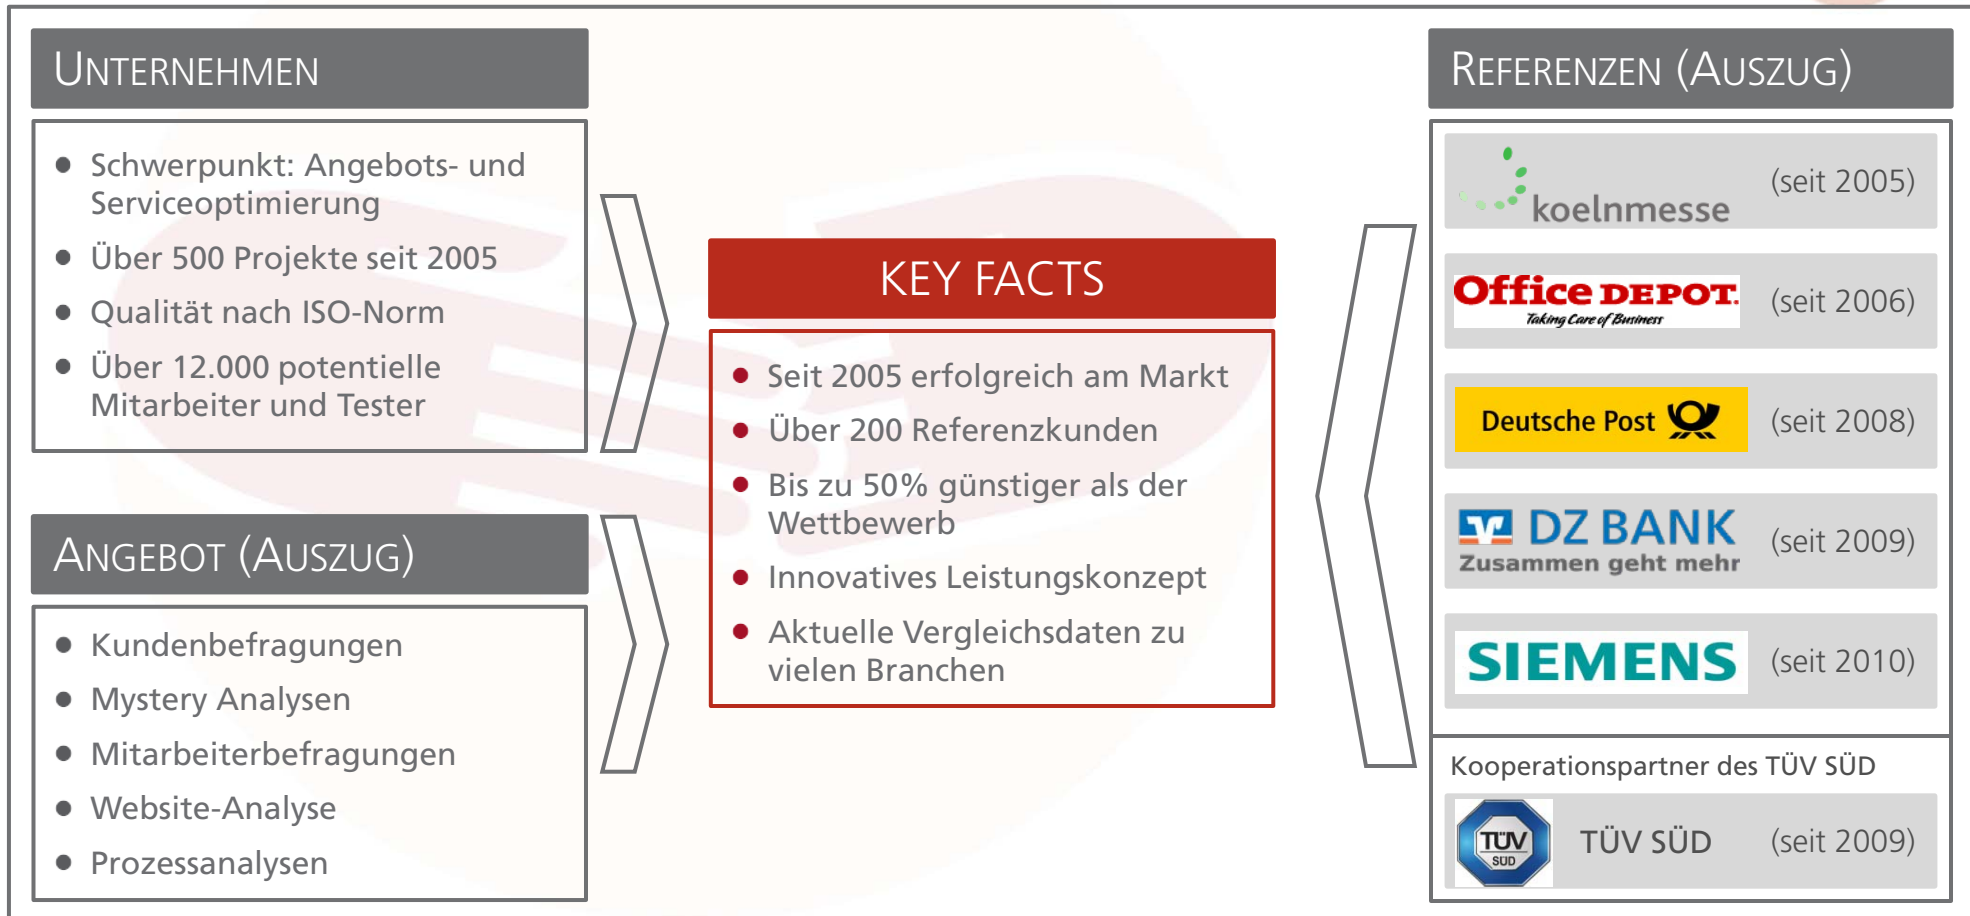 UNTERNEHMEN
• Schwerpunkt: Angebots- und
Serviceoptimierung
• Über 500 Projekte seit 2005
• Qualität nach ISO-Norm
• Über 12.000 potentielle
Mitarbeiter und Tester
ANGEBOT (AUSZUG)
• Kundenbefragungen
• Mystery Analysen
• Mitarbeiterbefragungen
• Website-Analyse
• Prozessanalysen
KEY FACTS
• Seit 2005 erfolgreich am Markt
• Über 200 Referenzkunden
• Bis zu 50% günstiger als der
Wettbewerb
• Innovatives Leistungskonzept
• Aktuelle Vergleichsdaten zu
vielen Branchen
REFERENZEN (AUSZUG)
koelnmesse (seit 2005)
Office DEPOT. (seit 2006)
Taking Care of Business
Deutsche Post (seit 2008)
DZ BANK (seit 2009)
Zusammen geht mehr
SIEMENS (seit 2010)
Kooperationspartner des TÜV SÜD
TÜV SÜD TÜV SÜD (seit 2009)